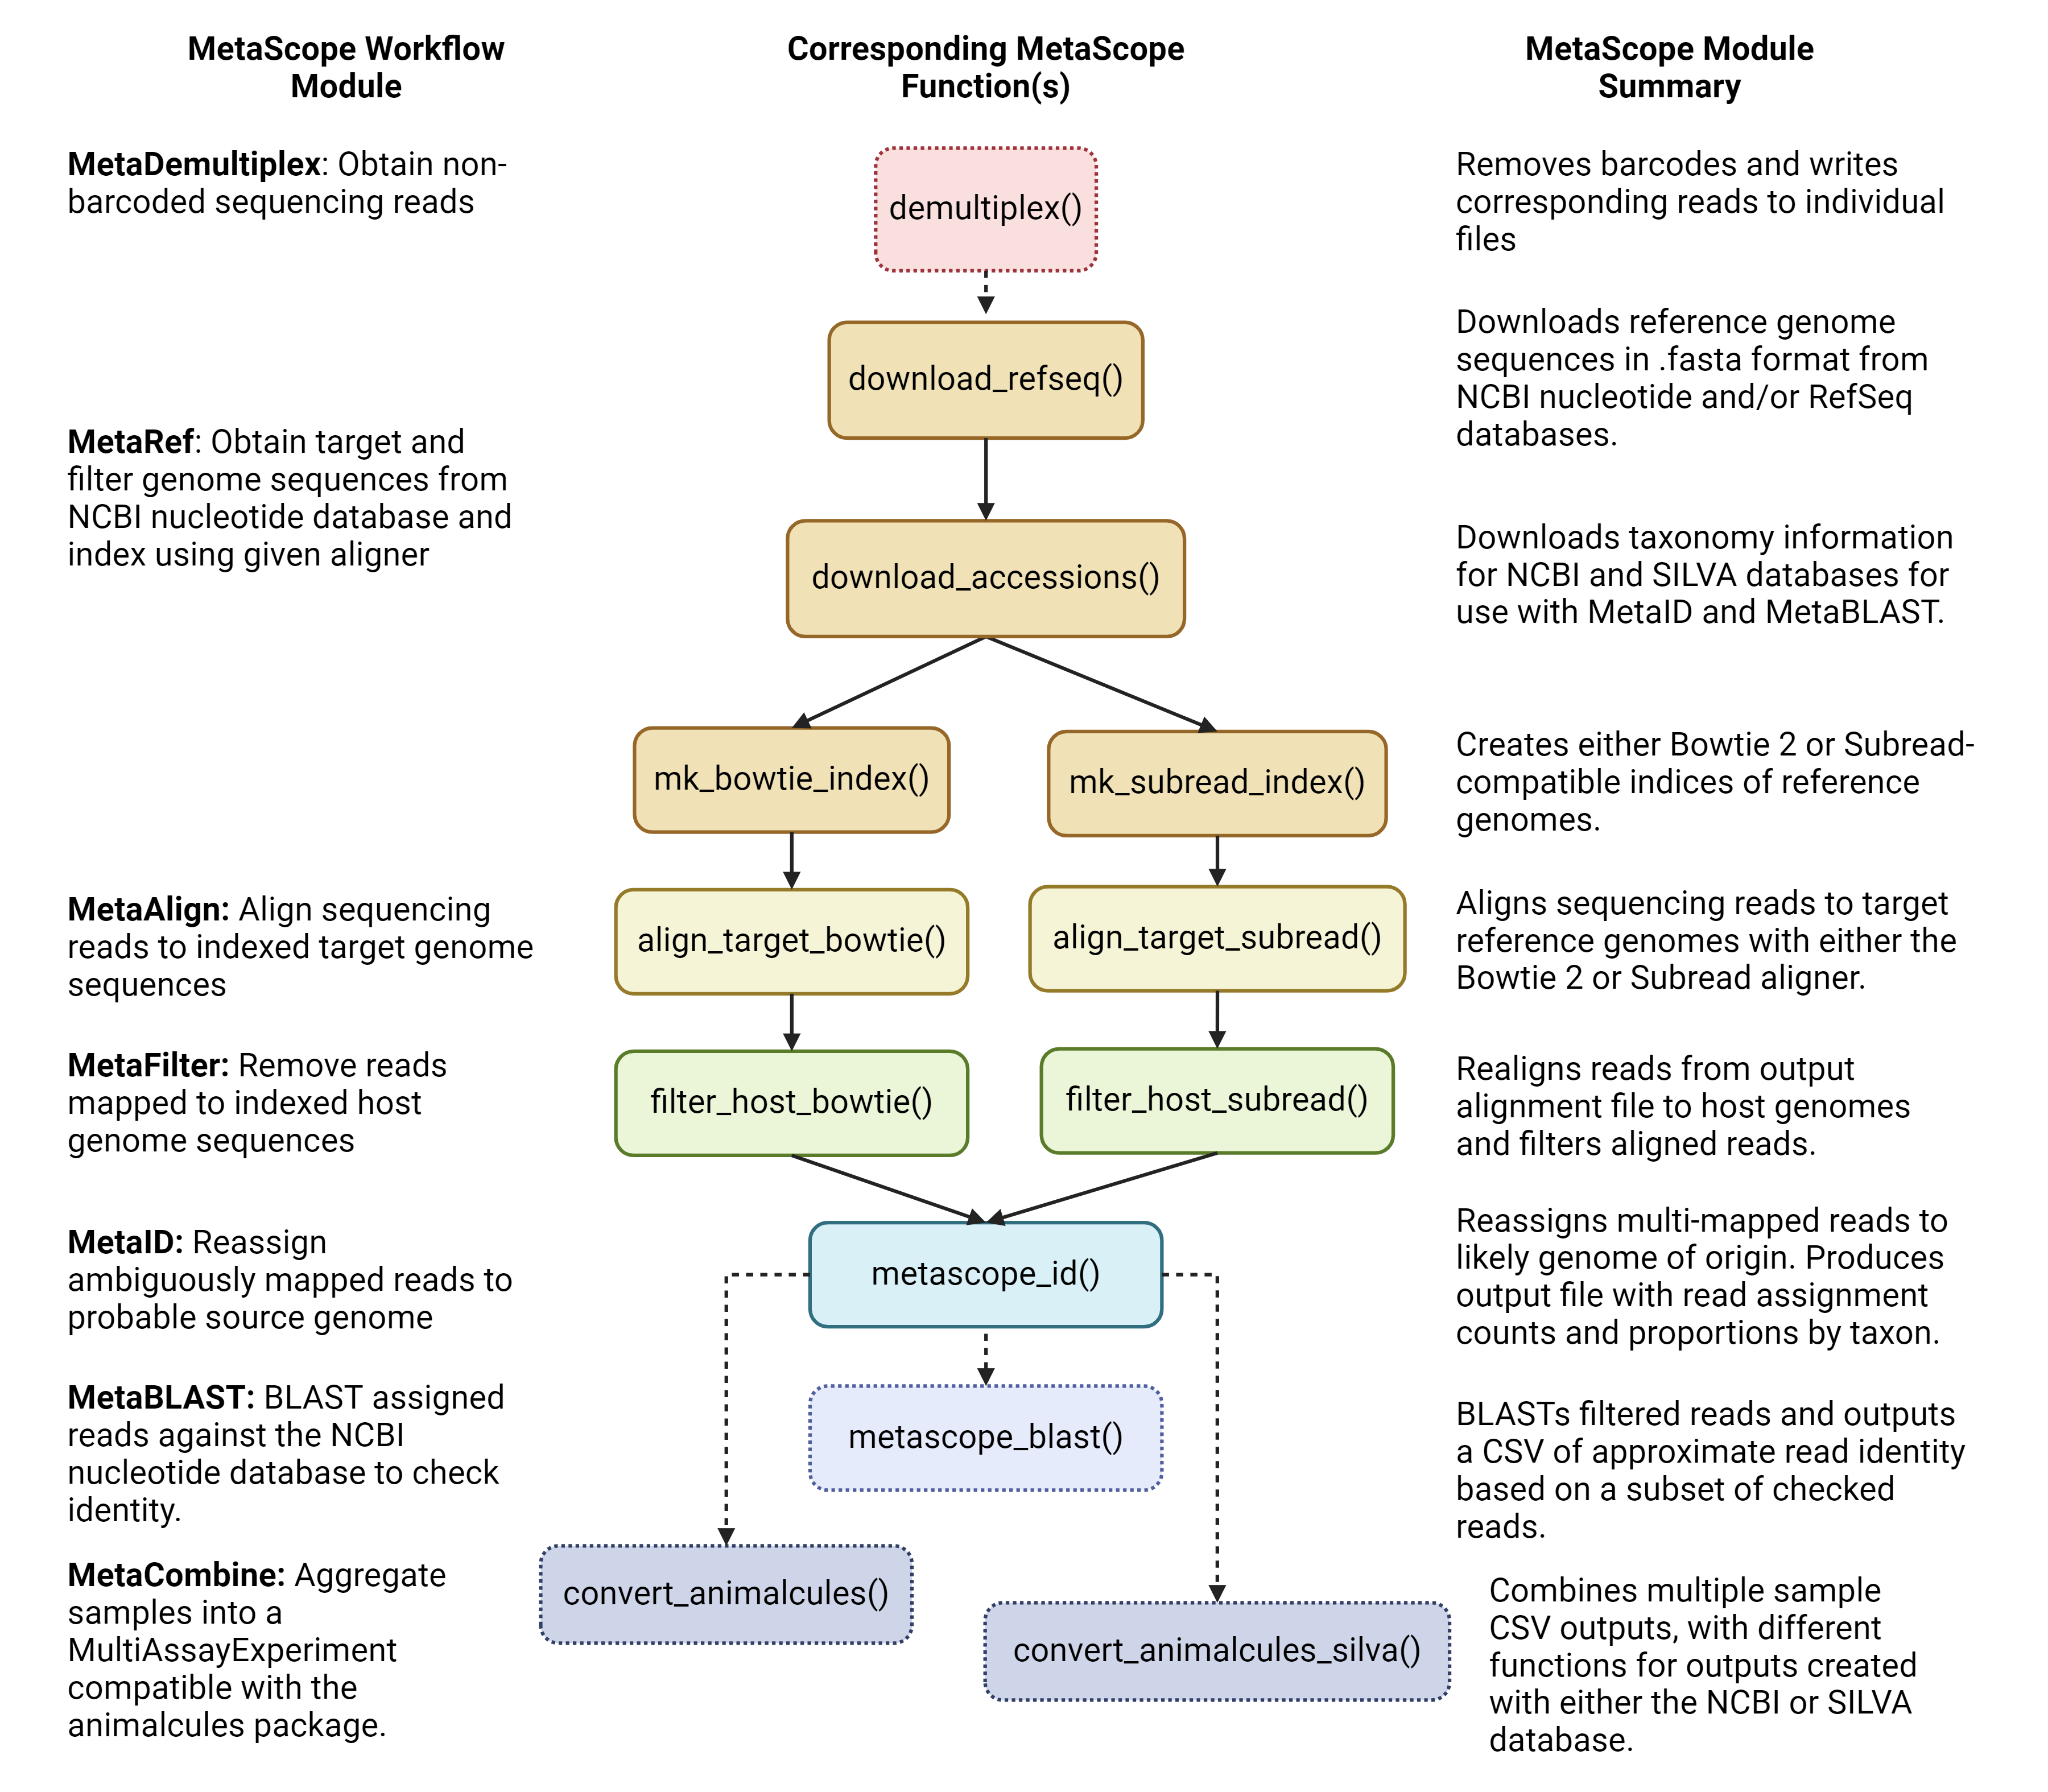 MetaScope Workflow
Module
Corresponding MetaScope
Function(s)
MetaScope Module
Summary
MetaDemultiplex: Obtain non-
barcoded sequencing reads
demultiplex()
Removes barcodes and writes
corresponding reads to individual
files
download_refseq()
Downloads reference genome
sequences in .fasta format from
NCBI nucleotide and/or RefSeq
databases.
MetaRef: Obtain target and
filter genome sequences from
NCBI nucleotide database and
index using given aligner
download_accessions()
Downloads taxonomy information
for NCBI and SILVA databases for
use with MetaID and MetaBLAST.
mk_bowtie_index()
mk_subread_index()
Creates either Bowtie 2 or Subread-
compatible indices of reference
genomes.
MetaAlign: Align sequencing
reads to indexed target genome
sequences
align_target_bowtie()
align_target_subread()
Aligns sequencing reads to target
reference genomes with either the
Bowtie 2 or Subread aligner.
MetaFilter: Remove reads
mapped to indexed host
genome sequences
filter_host_bowtie()
filter_host_subread()
Realigns reads from output
alignment file to host genomes
and filters aligned reads.
MetaID: Reassign
ambiguously mapped reads to
probable source genome
metascope_id()
Reassigns multi-mapped reads to
likely genome of origin. Produces
output file with read assignment
counts and proportions by taxon.
MetaBLAST: BLAST assigned
reads against the NCBI
nucleotide database to check
identity.
metascope_blast()
BLASTs filtered reads and outputs
a CSV of approximate read identity
based on a subset of checked
reads.
MetaCombine: Aggregate
samples into a
MultiAssayExperiment
compatible with the
animalcules package.
convert_animalcules()
convert_animalcules_silva()
Combines multiple sample
CSV outputs, with different
functions for outputs created
with either the NCBI or SILVA
database.